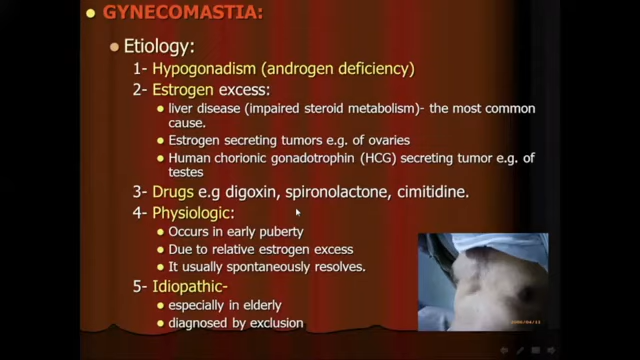 GYNECOMASTIA:
Etiology:
1- Hypogonadism (androgen deficiency)
2- Estrogen excess:
liver disease (impaired steroid metabolism)- the most common
cause.
Estrogen secreting tumors e.g. of ovaries
Human chorionic gonadotrophin (HCG) secreting tumor e.g. of
testes
3- Drugs e.g digoxin, spironolactone, cimitidine.
4- Physiologic:
Occurs in early puberty
Due to relative estrogen excess
It usually spontaneously resolves.
5- Idiopathic-
especially in elderly
diagnosed by exclusion